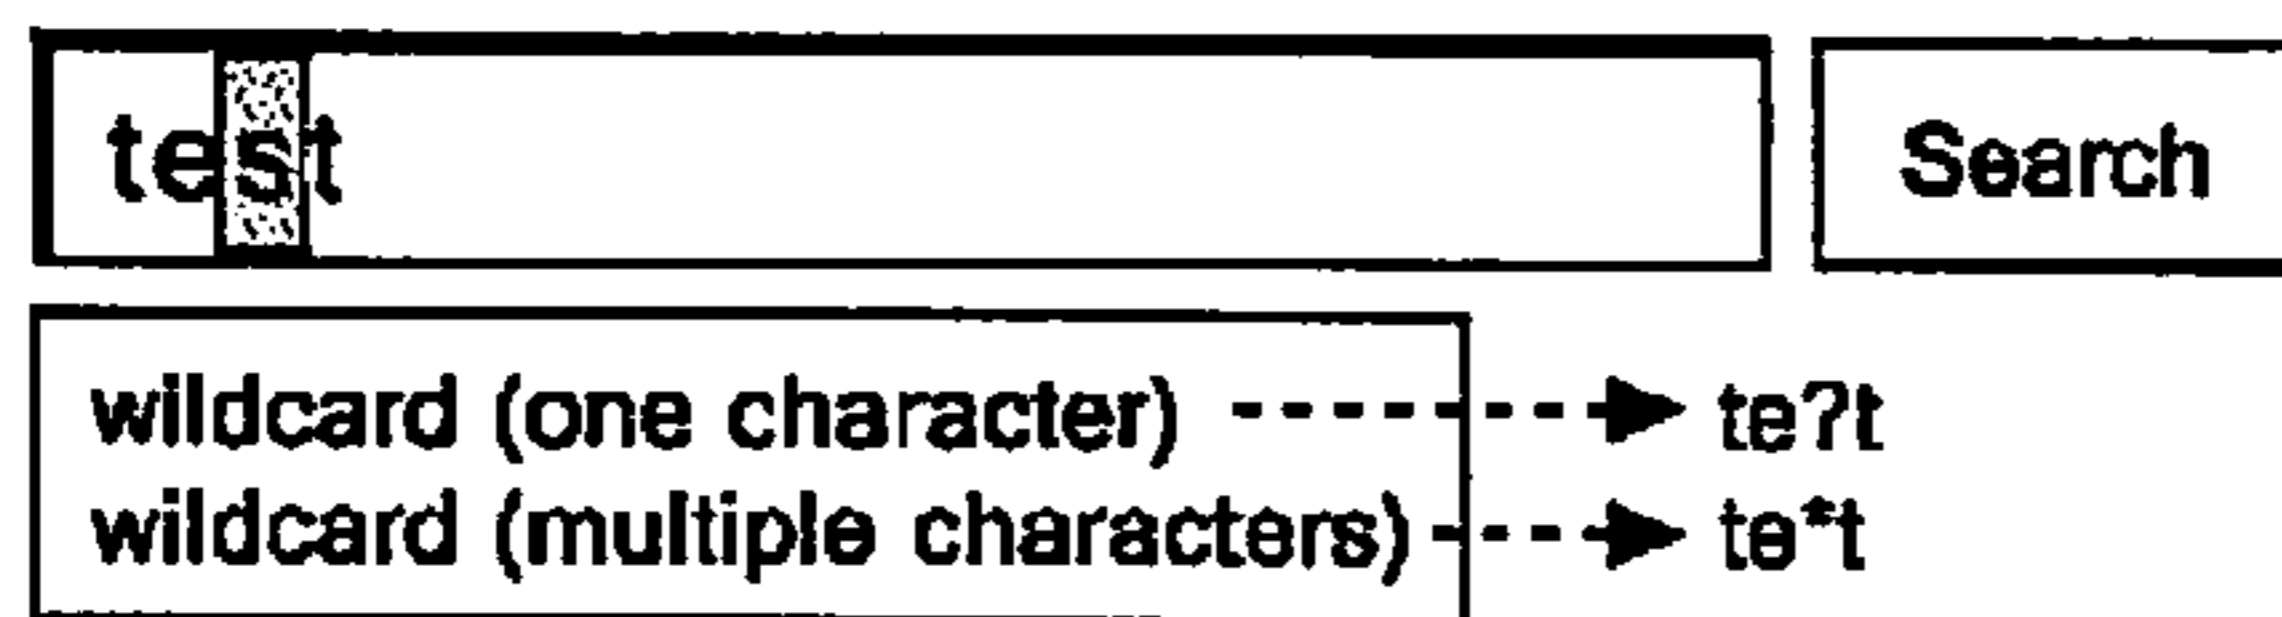 test Search
wildcard (one character) te?t
wildcard (multiple characters) te*t